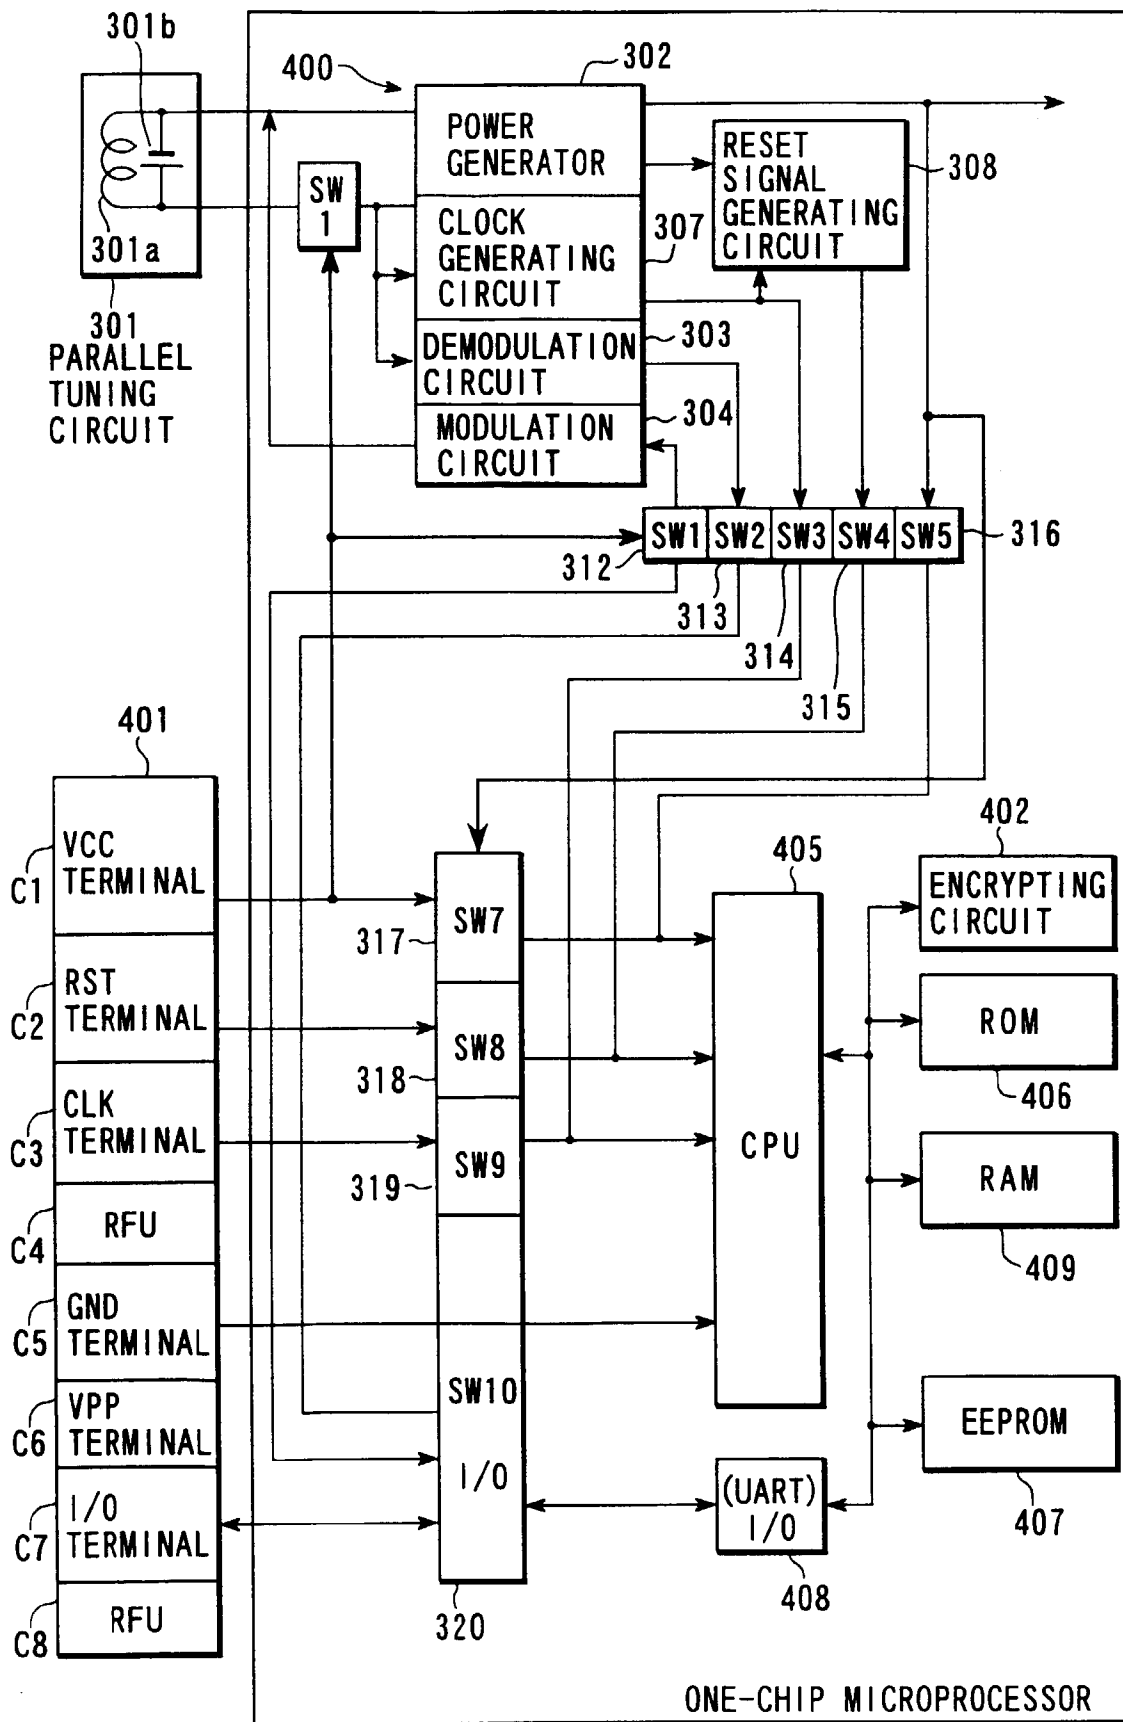 301b
400
302
POWER
GENERATOR
RESET
SIGNAL
GENERATING
CIRCUIT
308
SW
1
CLOCK
GENERATING
CIRCUIT
307
301a
301
PARALLEL
TUNING
CIRCUIT
DEMODULATION
CIRCUIT
303
MODULATION
CIRCUIT
304
SW1 SW2 SW3 SW4 SW5
316
312
313
314
315
401
VCC
TERMINAL
C1
RST
TERMINAL
C2
CLK
TERMINAL
C3
RFU
C4
GND
TERMINAL
C5
VPP
TERMINAL
C6
I/O
TERMINAL
C7
RFU
C8
SW7
317
SW8
318
SW9
319
SW10
I/O
320
405
CPU
402
ENCRYPTING
CIRCUIT
ROM
406
RAM
409
EEPROM
407
(UART)
I/O
408
ONE-CHIP MICROPROCESSOR